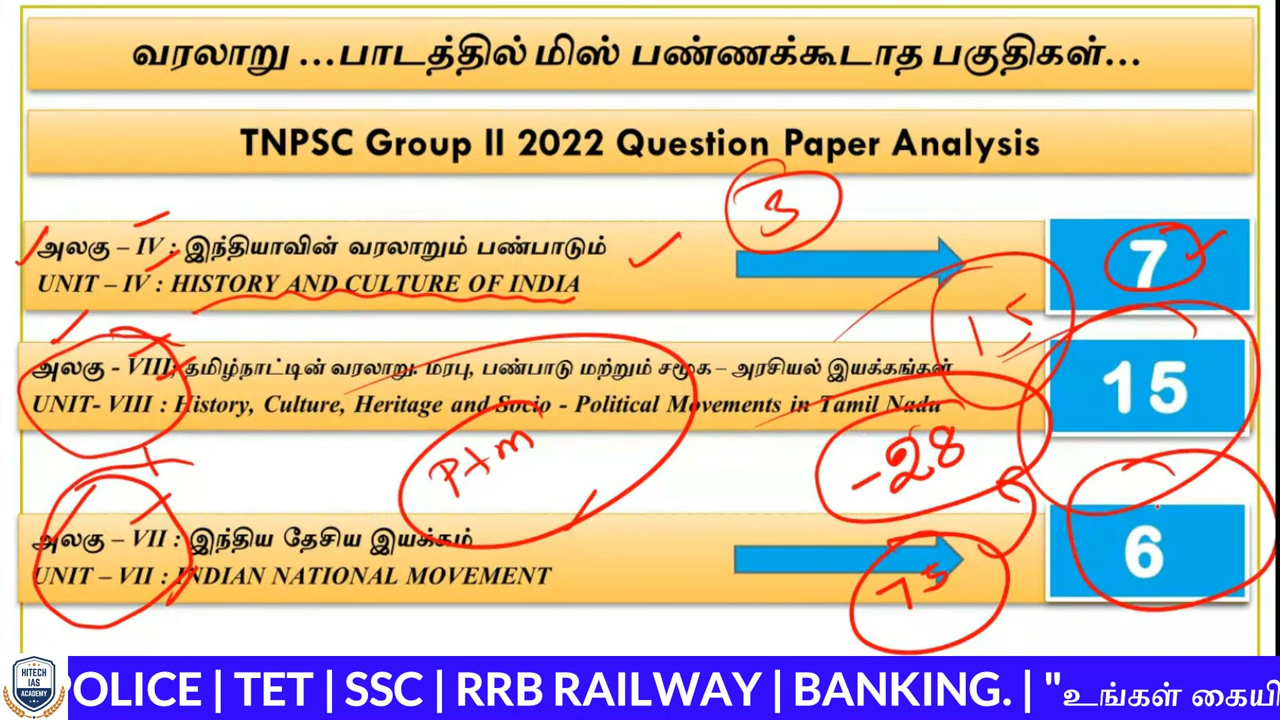 வரலாறு ...பாடத்தில் மிஸ் பண்ணக்கூடாத பகுதிகள்...
TNPSC Group II 2022 Question Paper Analysis
3
அலகு – IV : இந்தியாவின் வரலாறும் பண்பாடும்
UNIT – IV : HISTORY AND CULTURE OF INDIA
7
15
அலகு - VIII: தமிழ்நாட்டின் வரலாறு. மரபு, பண்பாடு மற்றும் சமூக – அரசியல் இயக்கங்கள்
UNIT- VIII : History, Culture, Heritage and Socio - Political Movements in Tamil Nadu
15
P+m
-28
அலகு – VII : இந்திய தேசிய இயக்கம்
UNIT – VII : INDIAN NATIONAL MOVEMENT
6
HITECH
IAS
ACADEMY
POLICE | TET | SSC | RRB RAILWAY | BANKING. | "உங்கள் கையி